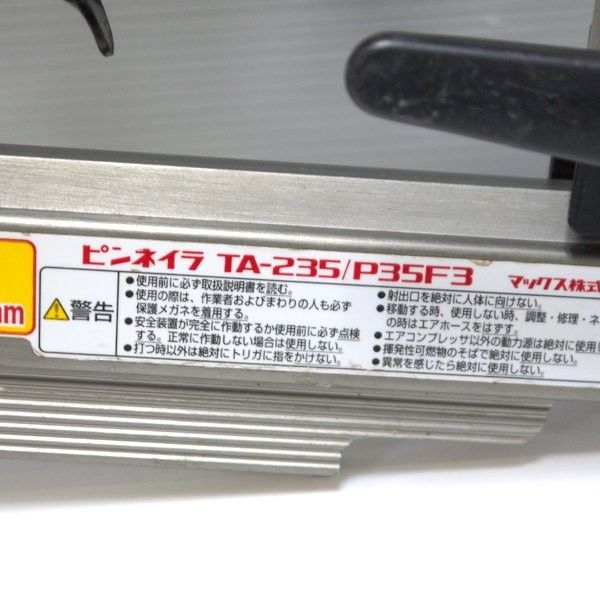 mm
ピンネイラ TA-235/P35F3 マックス株式
警告
●使用前に必ず取扱説明書を読む。
●使用の際は、作業者およびまわりの人も必ず
保護メガネを着用する。
●安全装置が完全に作動するか使用前に必ず点検
する。正常に作動しない場合は使用しない。
●打つ時以外は絶対にトリガに指をかけない。
●射出口を絶対に人体に向けない。
●移動する時、使用しない時、調整・修理・ネ
の時はエアホースをはずす。
●エアコンプレッサ以外の動力源は絶対に使用し
●揮発性可燃物のそばで絶対に使用しない。
●異常を感じたら絶対に使用しない。